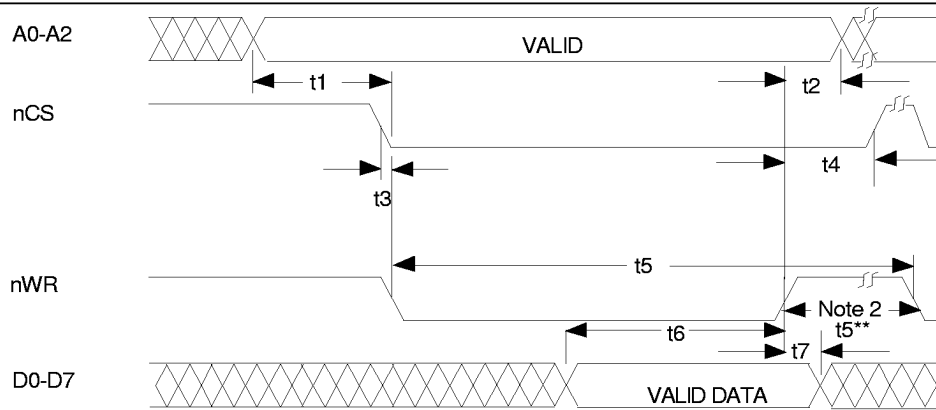 A0-A2
VALID
t1
t2
nCS
t3
t4
t5
nWR
Note 2
t5**
t6
t7
D0-D7
VALID DATA